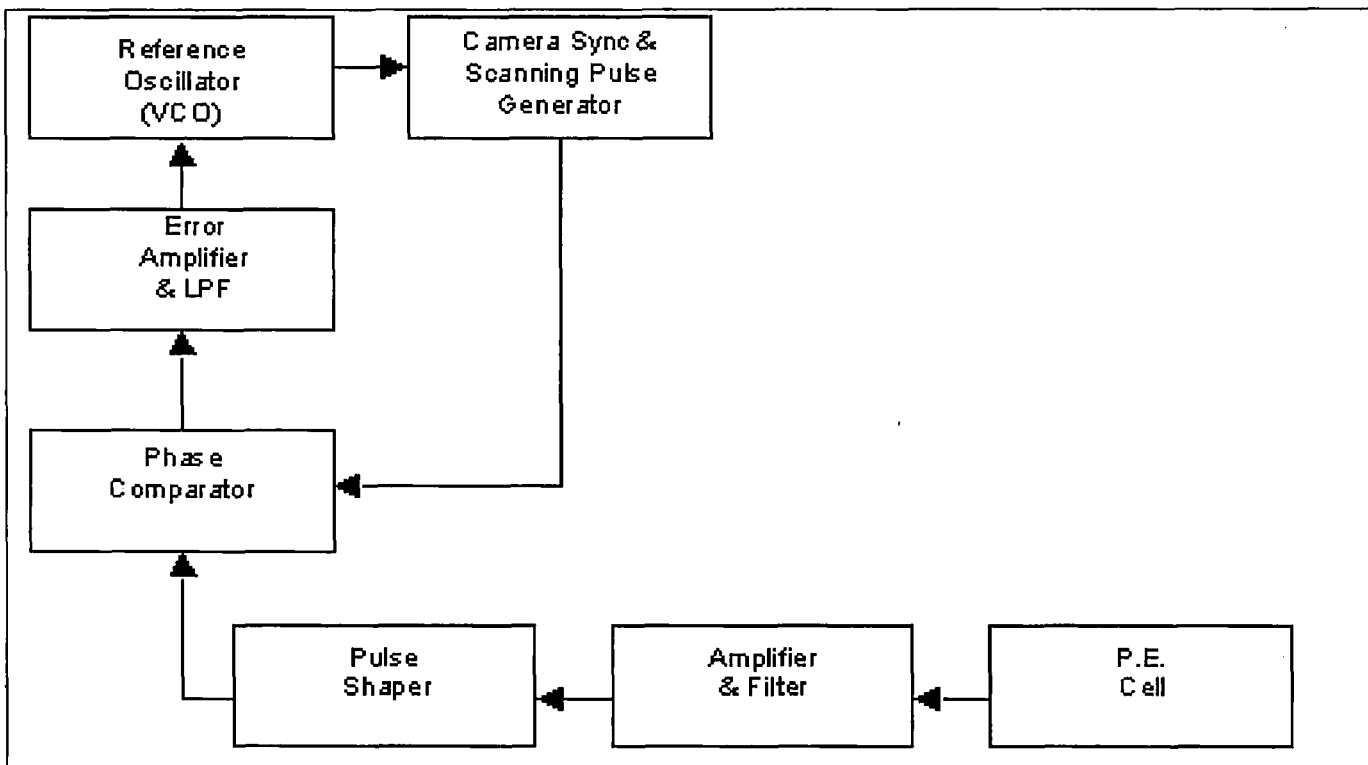 Reference
Oscillator
(VCO)
Camera Sync &
Scanning Pulse
Generator
Error
Amplifier
& LPF
Phase
Comparator
Pulse
Shaper
Amplifier
& Filter
P.E.
Cell